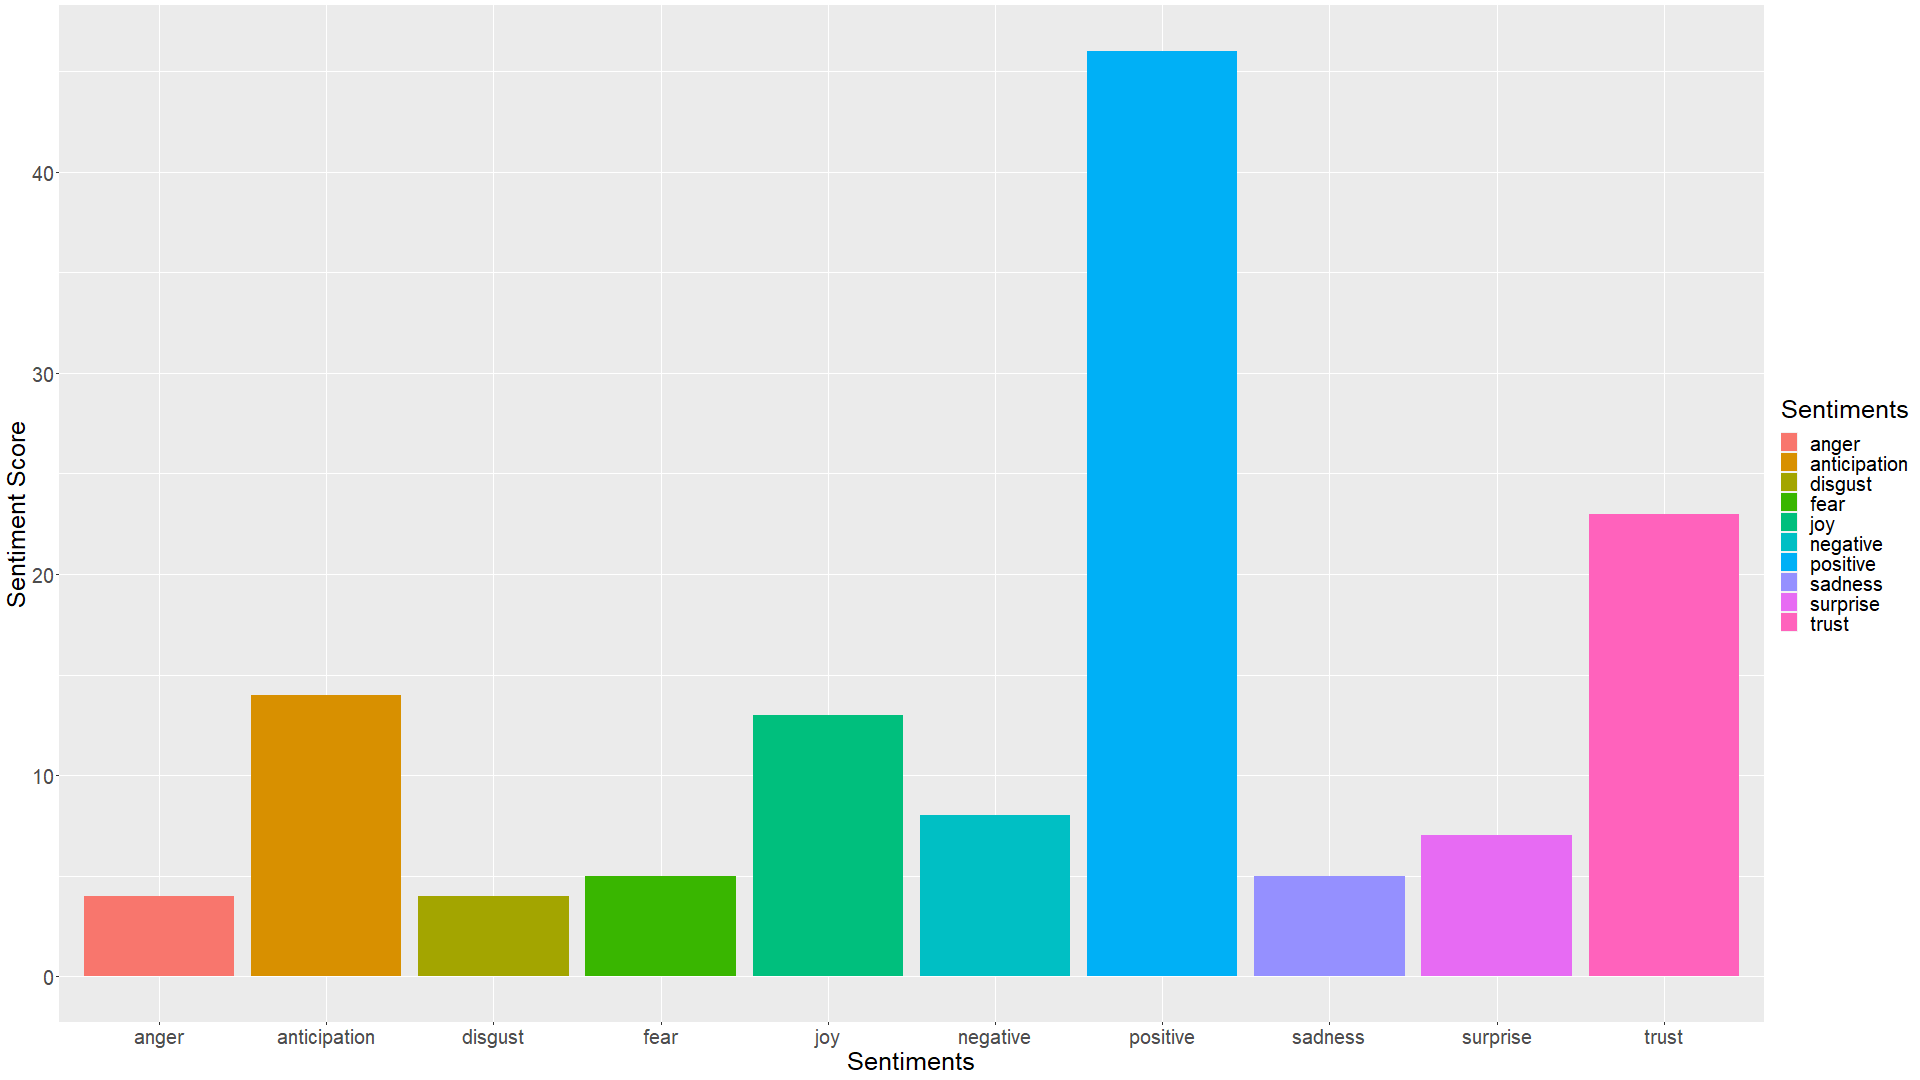 Sentiment Score
40
30
20
10
0
anger anticipation disgust fear joy negative positive sadness surprise trust
Sentiments
Sentiments
anger
anticipation
disgust
fear
joy
negative
positive
sadness
surprise
trust